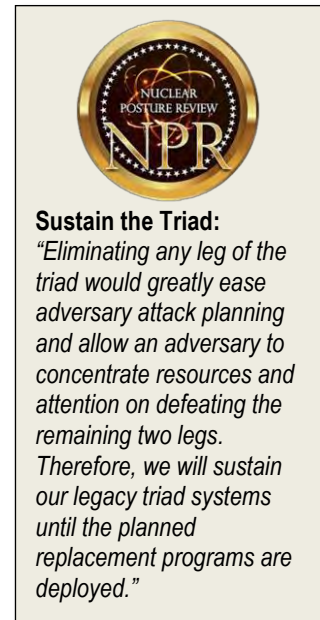 NUCLEAR
POSTURE REVIEW
NPR
Sustain the Triad:
“Eliminating any leg of the
triad would greatly ease
adversary attack planning
and allow an adversary to
concentrate resources and
attention on defeating the
remaining two legs.
Therefore, we will sustain
our legacy triad systems
until the planned
replacement programs are
deployed.”